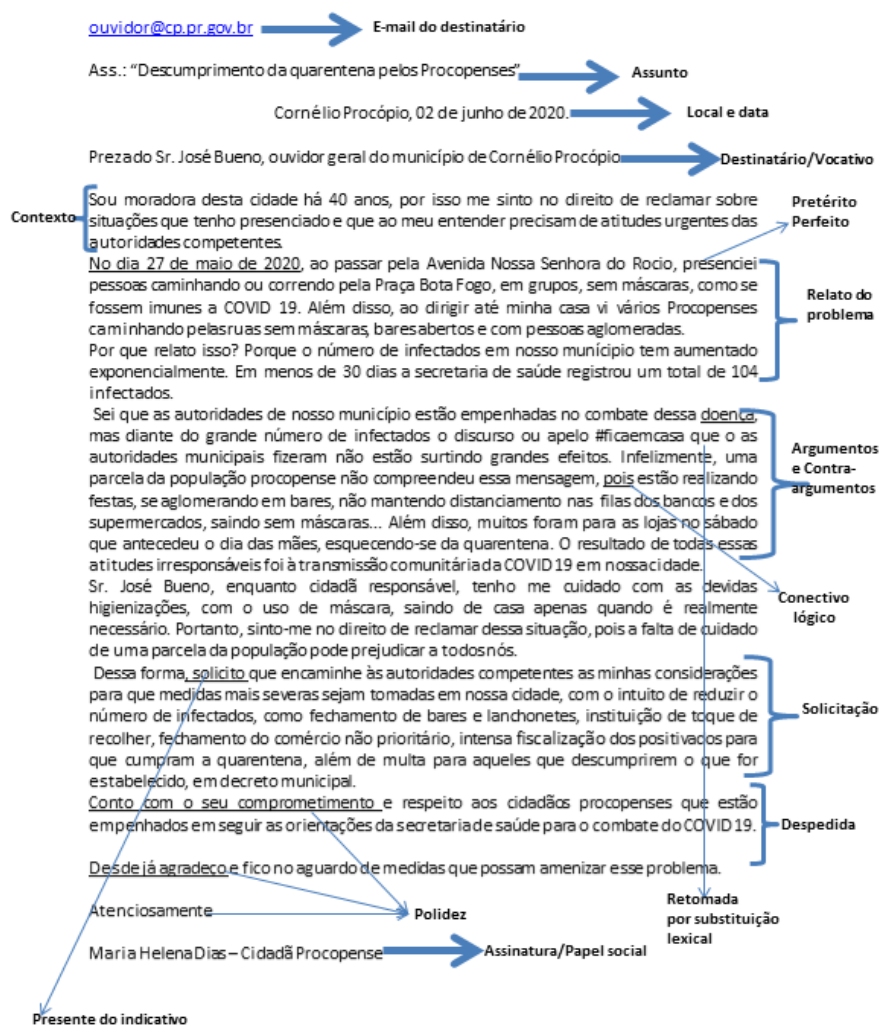 ouvidor@cp.pr.gov.br E-mail do destinatário
Ass.: “Descumprimento da quarentena pelos Procopenses” Assunto
Cornélio Procópio, 02 de junho de 2020. Local e data
Prezado Sr. José Bueno, ouvidor geral do município de Cornélio Procópio Destinatário/Vocativo
Contexto
Sou moradora desta cidade há 40 anos, por isso me sinto no direito de reclamar sobre
situações que tenho presenciado e que ao meu entender precisam de atitudes urgentes das
autoridades competentes.
Pretérito
Perfeito
No dia 27 de maio de 2020, ao passar pela Avenida Nossa Senhora do Rocio, presenciei
pessoas caminhando ou correndo pela Praça Bota Fogo, em grupos, sem máscaras, como se
fossem imunes a COVID 19. Além disso, ao dirigir até minha casa vi vários Procopenses
caminhando pelas ruas sem máscaras, bares abertos e com pessoas aglomeradas.
Por que relato isso? Porque o número de infectados em nosso munícipio tem aumentado
exponencialmente. Em menos de 30 dias a secretaria de saúde registrou um total de 104
infectados.
Relato do
problema
Sei que as autoridades de nosso município estão empenhadas no combate dessa doença,
mas diante do grande número de infectados o discurso ou apelo #ficaemcasa que o as
autoridades municipais fizeram não estão surtindo grandes efeitos. Infelizmente, uma
parcela da população procopense não compreendeu essa mensagem, pois estão realizando
festas, se aglomerando em bares, não mantendo distanciamento nas filas dos bancos e dos
supermercados, saindo sem máscaras... Além disso, muitos foram para as lojas no sábado
que antecedeu o dia das mães, esquecendo-se da quarentena. O resultado de todas essas
atitudes irresponsáveis foi à transmissão comunitária da COVID 19 em nossa cidade.
Argumentos
e Contra-
argumentos
Sr. José Bueno, enquanto cidadã responsável, tenho me cuidado com as devidas
higienizações, com o uso de máscara, saindo de casa apenas quando é realmente
necessário. Portanto, sinto-me no direito de reclamar dessa situação, pois a falta de cuidado
de uma parcela da população pode prejudicar a todos nós.
Conectivo
lógico
Dessa forma, solicito que encaminhe às autoridades competentes as minhas considerações
para que medidas mais severas sejam tomadas em nossa cidade, com o intuito de reduzir o
número de infectados, como fechamento de bares e lanchonetes, instituição de toque de
recolher, fechamento do comércio não prioritário, intensa fiscalização dos positivados para
que cumpram a quarentena, além de multa para aqueles que descumprirem o que for
estabelecido, em decreto municipal.
Solicitação
Conto com o seu comprometimento e respeito aos cidadãos procopenses que estão
empenhados em seguir as orientações da secretaria de saúde para o combate do COVID 19.
Despedida
Desde já agradeço e fico no aguardo de medidas que possam amenizar esse problema.
Atenciosamente Polidez
Retomada
por substituição
lexical
Maria Helena Dias – Cidadã Procopense Assinatura/Papel social
Presente do indicativo